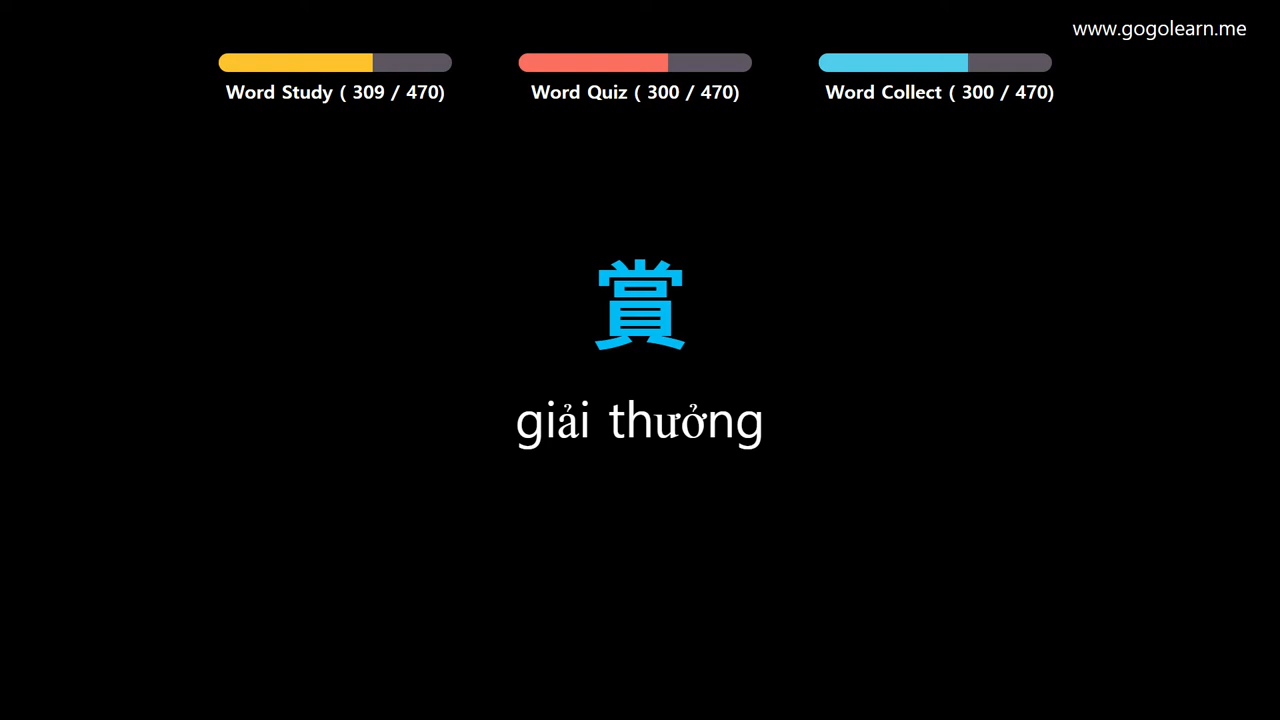 www.gogolearn.me
Word Study ( 309 / 470)
Word Quiz ( 300 / 470)
Word Collect ( 300 / 470)
賞
giải thưởng